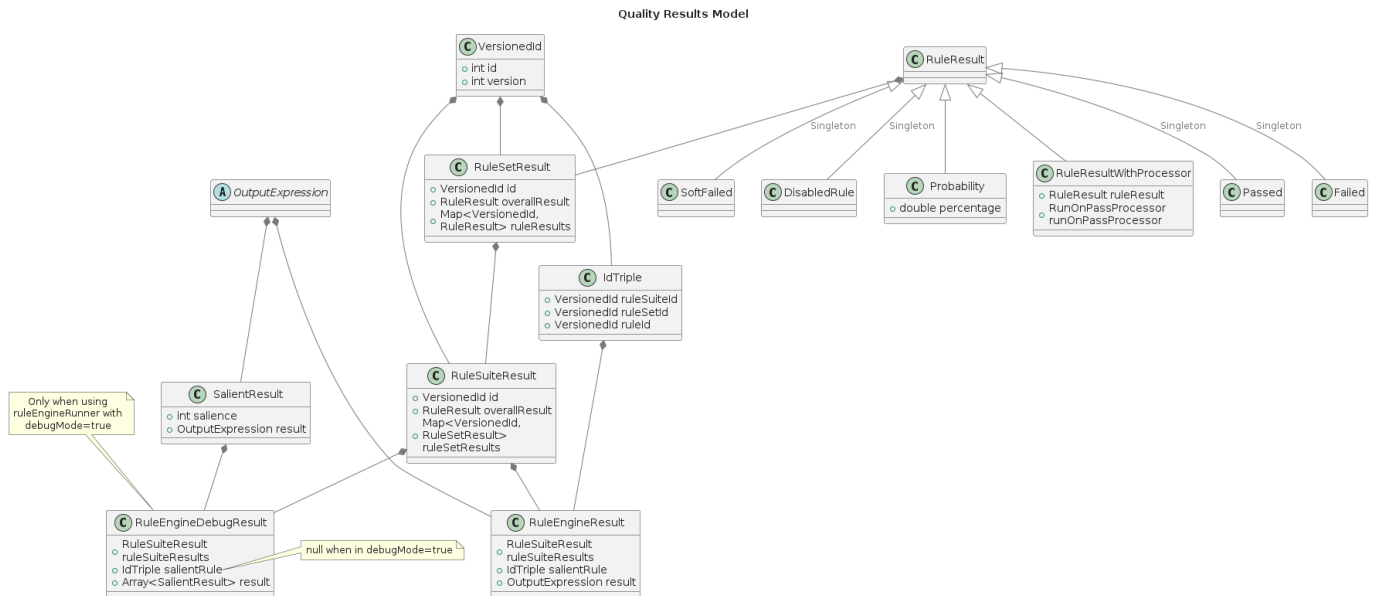 Quality Results Model
C VersionedId
int id
int version
C RuleResult
Singleton
Singleton
Singleton
Singleton
C RuleSetResult
VersionedId id
RuleResult overallResult
Map<VersionedId,
RuleResult> ruleResults
A OutputExpression
C SoftFailed
C DisabledRule
C Probability
double percentage
C RuleResultWithProcessor
RuleResult ruleResult
RunOnPassProcessor
runOnPassProcessor
C Passed
C Failed
C IdTriple
VersionedId ruleSuiteId
VersionedId ruleSetId
VersionedId ruleId
C RuleSuiteResult
VersionedId id
RuleResult overallResult
Map<VersionedId,
RuleSetResult>
ruleSetResults
C SalientResult
int salience
OutputExpression result
Only when using
ruleEngineRunner with
debugMode=true
C RuleEngineDebugResult
RuleSuiteResult
ruleSuiteResults
IdTriple salientRule
Array<SalientResult> result
null when in debugMode=true
C RuleEngineResult
RuleSuiteResult
ruleSuiteResults
IdTriple salientRule
OutputExpression result